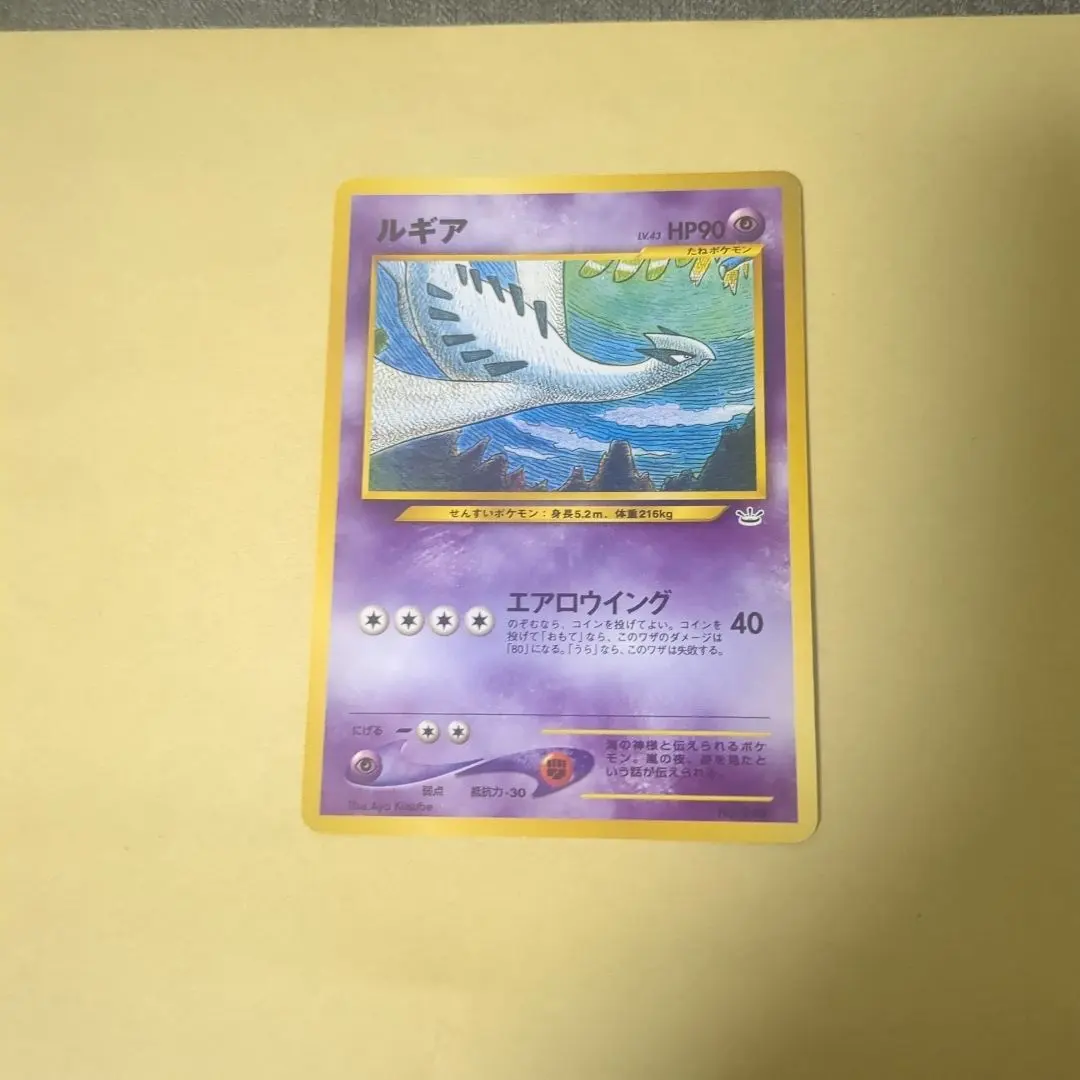 ルギア
LV.43 HP90
たねポケモン
せんすいポケモン：身長5.2m、体重216kg
エアロウイング
のぞむなら、コインを投げてよい。コインを
投げて「おもて」なら、このワザのダメージは
「80」になる。「うら」なら、このワザは失敗する。
40
にげる
海の神様と伝えられるポケ
モン。嵐の夜、姿を見たと
いう話が伝えられる。
弱点 抵抗力 -30
Illus. Aya Kusube